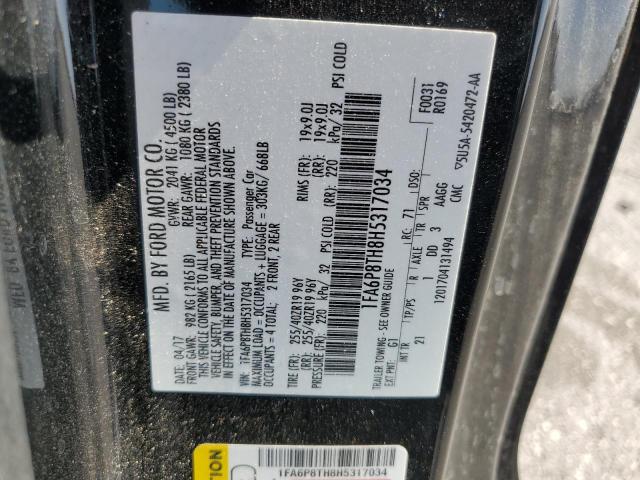 MFD. BY FORD MOTOR CO.
04/17 GVWR: 2041 KG ( 4500 LB)
FRONT GAWR: 982 KG ( 2165LB) REAR GAWR: 1080 KG ( 2380 LB)
THIS VEHICLE CONFORMS TO ALL APPLICABLE FEDERAL MOTOR
VEHICLE SAFETY, BUMPER, AND THEFT PREVENTION STANDARDS
IN EFFECT ON THE DATE OF MANUFACTURE SHOWN ABOVE.
VIN: 1FA6P8TH8H5317034 TYPE: Passenger Car
MAXIMUM LOAD = OCCUPANTS + LUGGAGE = 303KG/ 668LB
OCCUPANTS = 4 TOTAL: 2 FRONT, 2 REAR
TIRE (FR): 255/40ZR19 96Y RIMS (FR): 19x9.0J
(RR): 255/40ZR19 96Y (RR): 19x9.0J
PRESSURE (FR): 220 kPa/ 32 PSI COLD (RR): 220 kPa/ 32 PSI COLD
1FA6P8TH8H5317034
TRAILER TOWING - SEE OWNER GUIDE
EXT PNT: G1 RC: 71 DSO: F0031
R0169
INT TR TP/PS R AXLE TR SPR
21 1 DD 3 AAGG
1201704131494 CMC ▽5U5A-5420472-AA
1FA6P8TH8H5317034